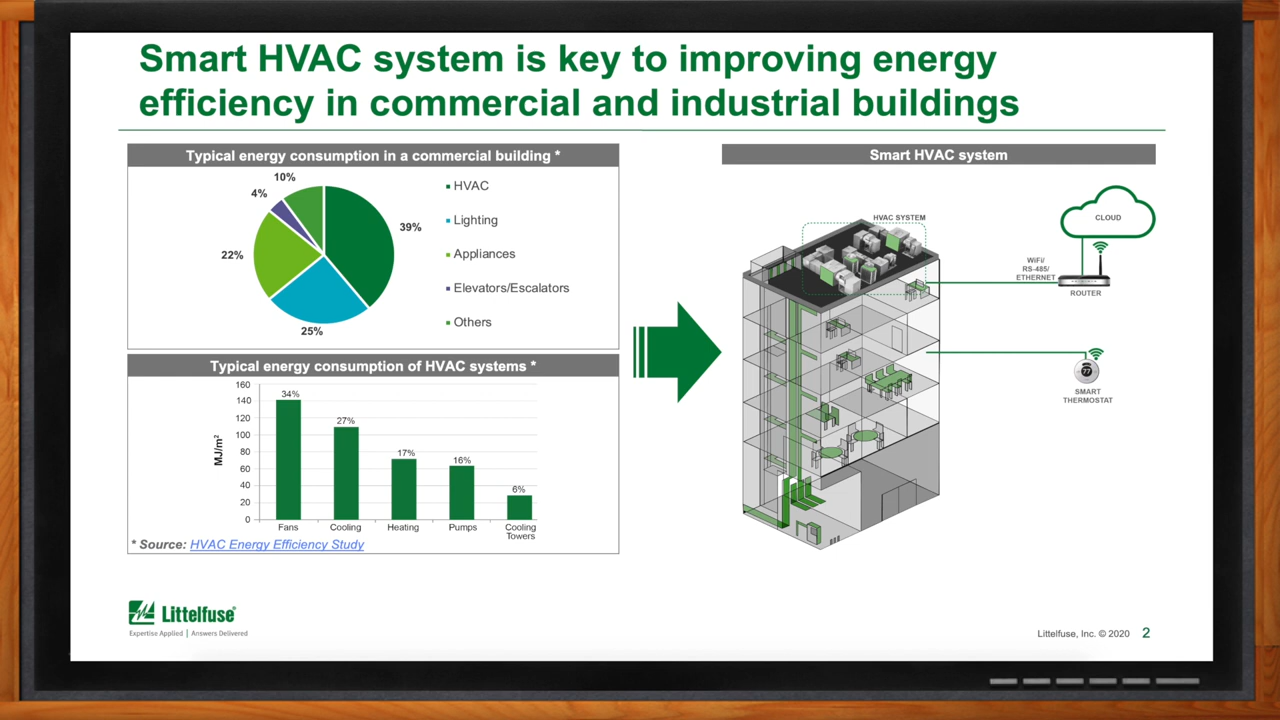 Smart HVAC system is key to improving energy
efficiency in commercial and industrial buildings
Typical energy consumption in a commercial building *
10%
4%
39%
22%
25%
HVAC
Lighting
Appliances
Elevators/Escalators
Others
Typical energy consumption of HVAC systems *
MJ/m²
160
140
120
100
80
60
40
20
0
34%
27%
17%
16%
6%
Fans
Cooling
Heating
Pumps
Cooling
Towers
* Source: HVAC Energy Efficiency Study
Smart HVAC system
HVAC SYSTEM
CLOUD
WiFi/
RS-485/
ETHERNET
ROUTER
77
SMART
THERMOSTAT
Littelfuse®
Expertise Applied | Answers Delivered
Littelfuse, Inc. © 2020 2